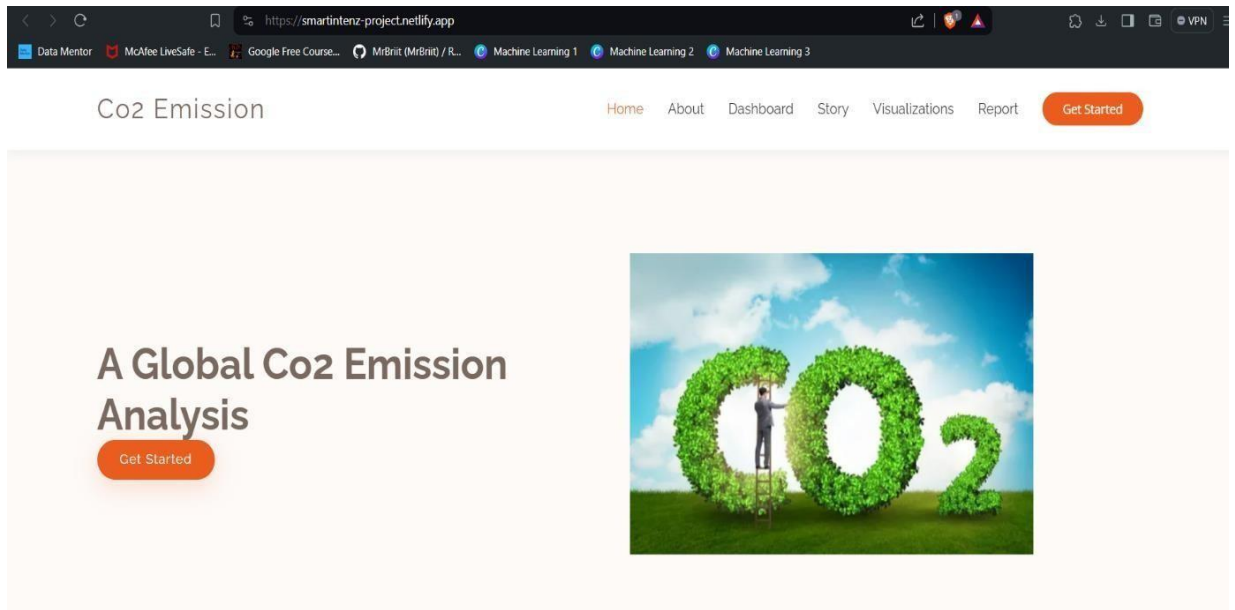 https://smartintenz-project.netlify.app
VPN
Data Mentor McAfee LiveSafe - E... Google Free Course... MrBriit (MrBriit) / R... Machine Learning 1 Machine Learning 2 Machine Learning 3
Co2 Emission
Home About Dashboard Story Visualizations Report Get Started
A Global Co2 Emission
Analysis
Get Started
CO2